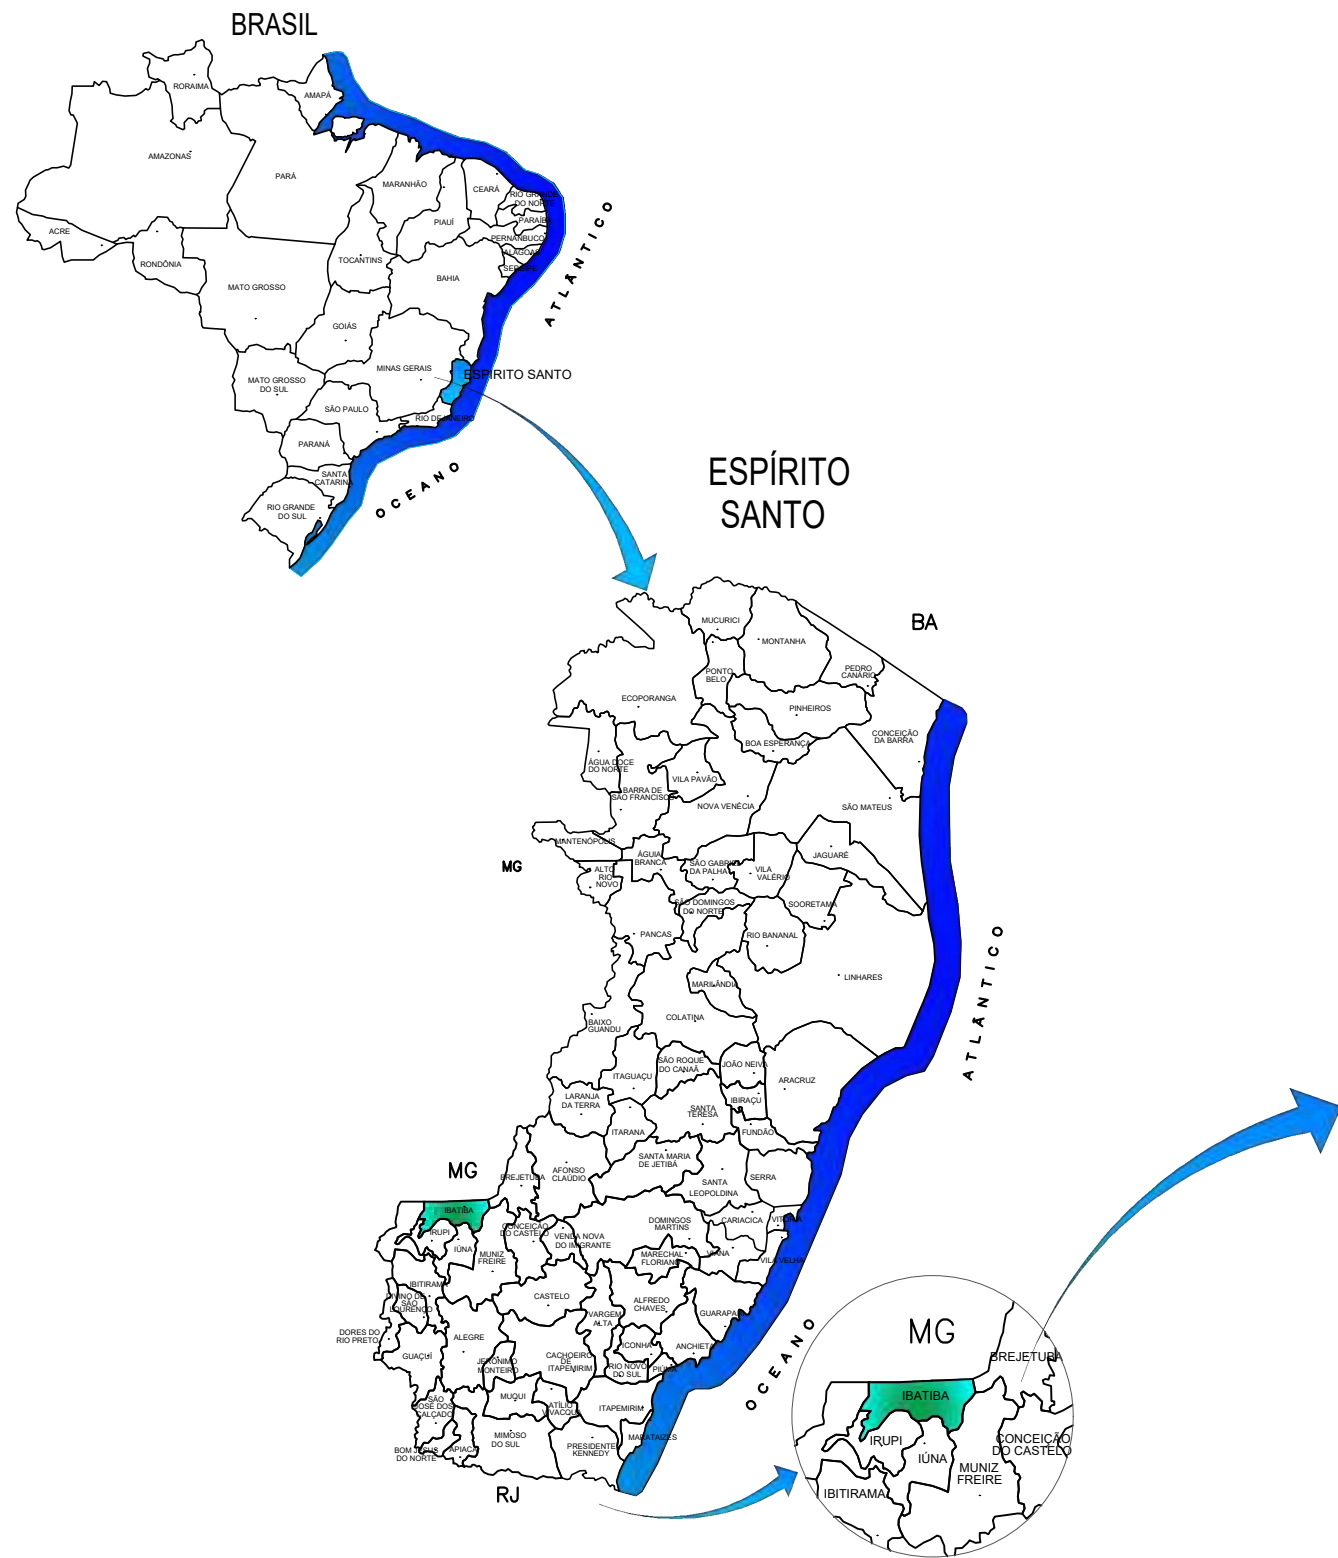 BRASIL
RORAIMA
AMAPÁ
AMAZONAS
PARÁ
MARANHÃO
CEARÁ
RIO GRANDE
DO NORTE
PIAUÍ
PARAÍBA
PERNANBUCO
ALAGOAS
SERGIPE
ACRE
RONDÔNIA
TOCANTINS
BAHIA
MATO GROSSO
GOIÁS
MINAS GERAIS
ESPIRITO SANTO
MATO GROSSO
DO SUL
SÃO PAULO
RIO DE JANEIRO
PARANÁ
SANTA
CATARINA
RIO GRANDE
DO SUL
OCEANO
ATLÂNTICO
ESPÍRITO
SANTO
BA
MUCURICI
MONTANHA
PONTO
BELO
PEDRO
CANÁRIO
ECOPORANGA
PINHEIROS
CONCEIÇÃO
DA BARRA
BOA ESPERANÇA
ÁGUA DOCE
DO NORTE
VILA PAVÃO
BARRA DE
SÃO FRANCISCO
NOVA VENÉCIA
SÃO MATEUS
MANTENÓPOLIS
MG
ÁGUIA
BRANCA
JAGUARÉ
ALTO
RIO
NOVO
SÃO GABRIEL
DA PALHA
VILA
VALÉRIO
SÃO DOMINGOS
DO NORTE
SOORETAMA
PANCAS
RIO BANANAL
LINHARES
MARILÂNDIA
BAIXO
GUANDU
COLATINA
ATLÂNTICO
ITAGUAÇU
SÃO ROQUE
DO CANAÃ
JOÃO NEIVA
ARACRUZ
LARANJA
DA TERRA
SANTA
TERESA
IBIRAÇU
ITARANA
FUNDÃO
MG
BREJETUBA
AFONSO
CLAÚDIO
SANTA MARIA
DE JETIBÁ
SANTA
LEOPOLDINA
SERRA
IBATIBA
IRUPI
IÚNA
MUNIZ
FREIRE
CONCEIÇÃO
DO CASTELO
VENDA NOVA
DO IMIGRANTE
DOMINGOS
MARTINS
CARIACICA
VITÓRIA
MARECHAL
FLORIANO
VIANA
VILA VELHA
IBITIRAMA
DIVINO DE
SÃO
LOURENÇO
CASTELO
ALFREDO
CHAVES
GUARAPARI
VARGEM
ALTA
DORES DO
RIO PRETO
ALEGRE
GUAÇUÍ
JERÔNIMO
MONTEIRO
CACHOEIRO
DE
ITAPEMIRIM
ICONHA
ANCHIETA
RIO NOVO
DO SUL
PIÚMA
OCEANO
SÃO
JOSÉ DOS
CALÇADO
MUQUI
ATÍLIO
VIVACQUA
ITAPEMIRIM
MARATAÍZES
BOM JESUS
DO NORTE
APIACÁ
MIMOSO
DO SUL
PRESIDENTE
KENNEDY
RJ
MG
BREJETUBA
IBATIBA
IRUPI
IÚNA
CONCEIÇÃO
DO CASTELO
MUNIZ
FREIRE
IBITIRAMA